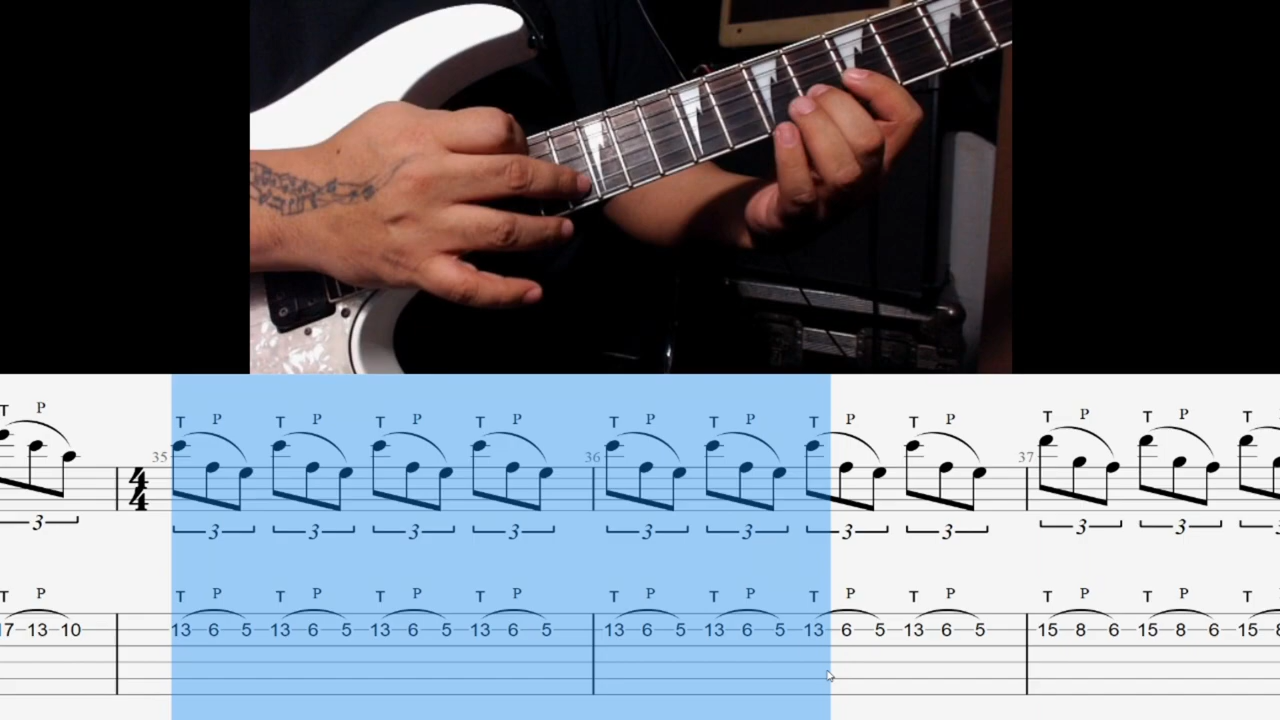 T P T P T P T P T P T P T P T P T P T P T P T
35 36 37
4
4
3 3 3 3 3 3 3 3 3 3 3 3
T P T P T P T P T P T P T P T P T P T P T P T
17 13 10 13 6 5 13 6 5 13 6 5 13 6 5 13 6 5 13 6 5 13 6 5 13 6 5 15 8 6 15 8 6 15 8